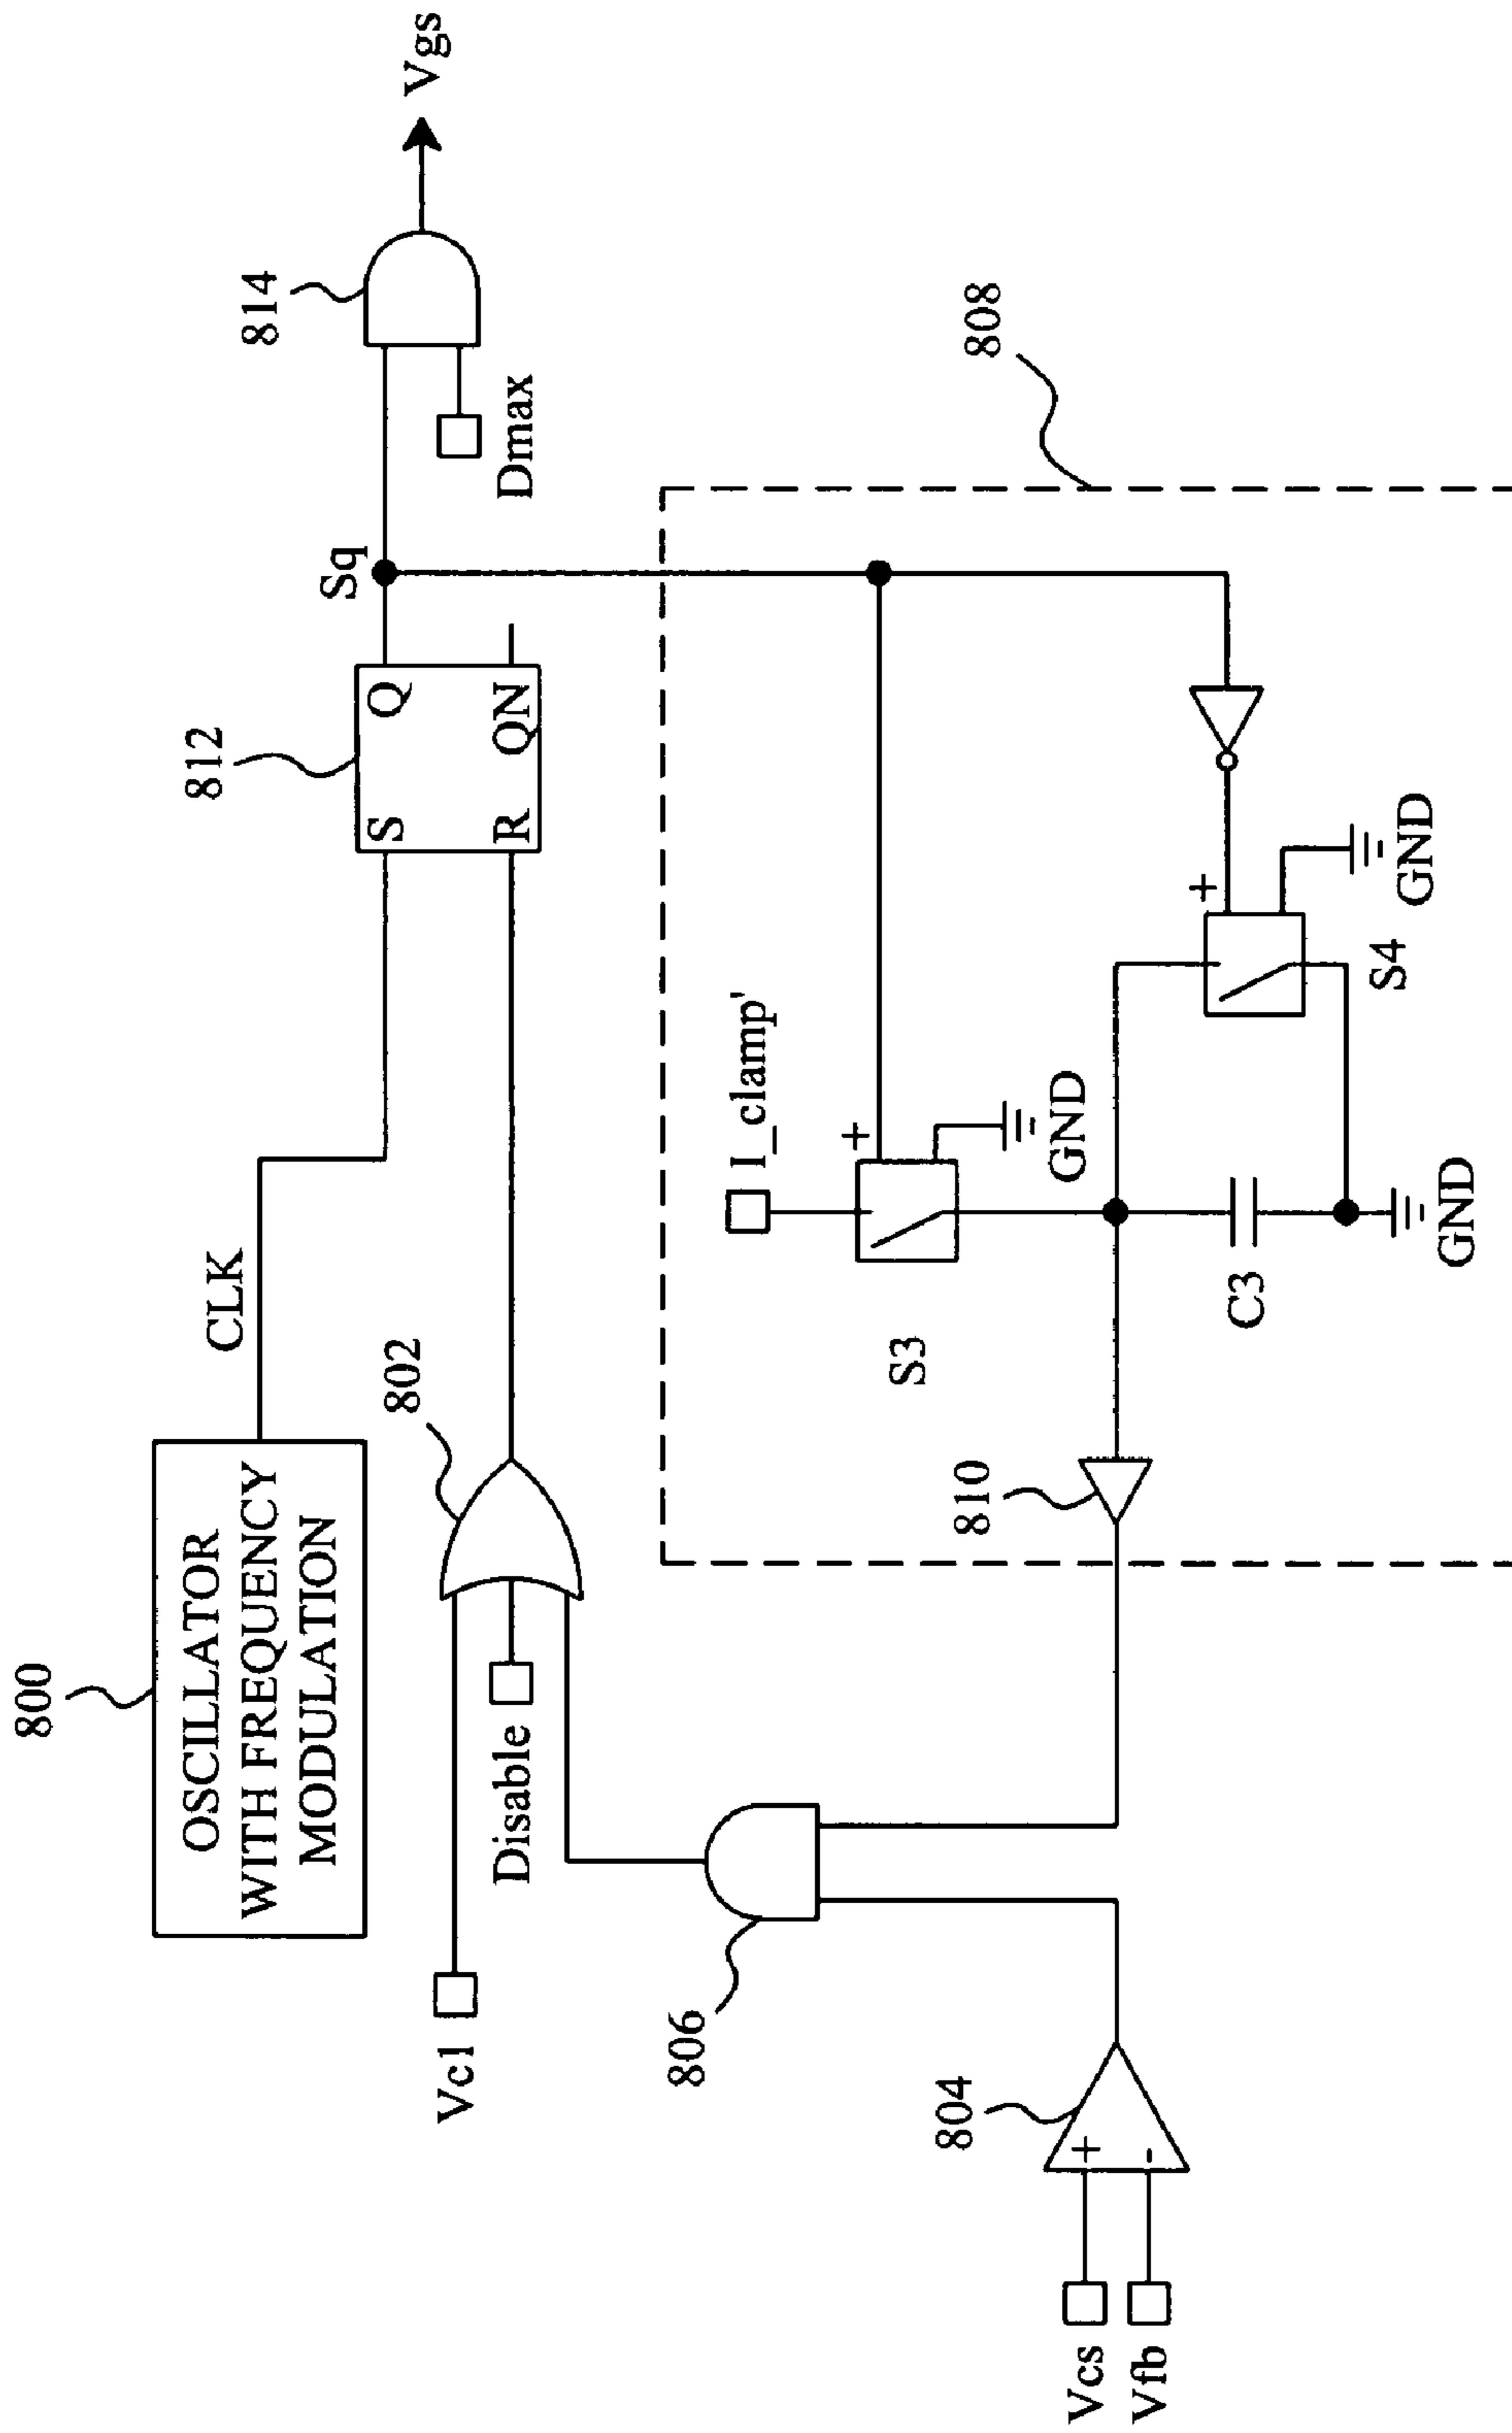 800
OSCILLATOR
WITH FREQUENCY
MODULATION
CLK
812
S
Q
R
QN
Sq
814
Vgs
Dmax
802
Vc1
Disable
806
804
+
-
Vcs
Vfb
808
810
I_clamp'
+
S3
GND
C3
GND
+
S4
GND